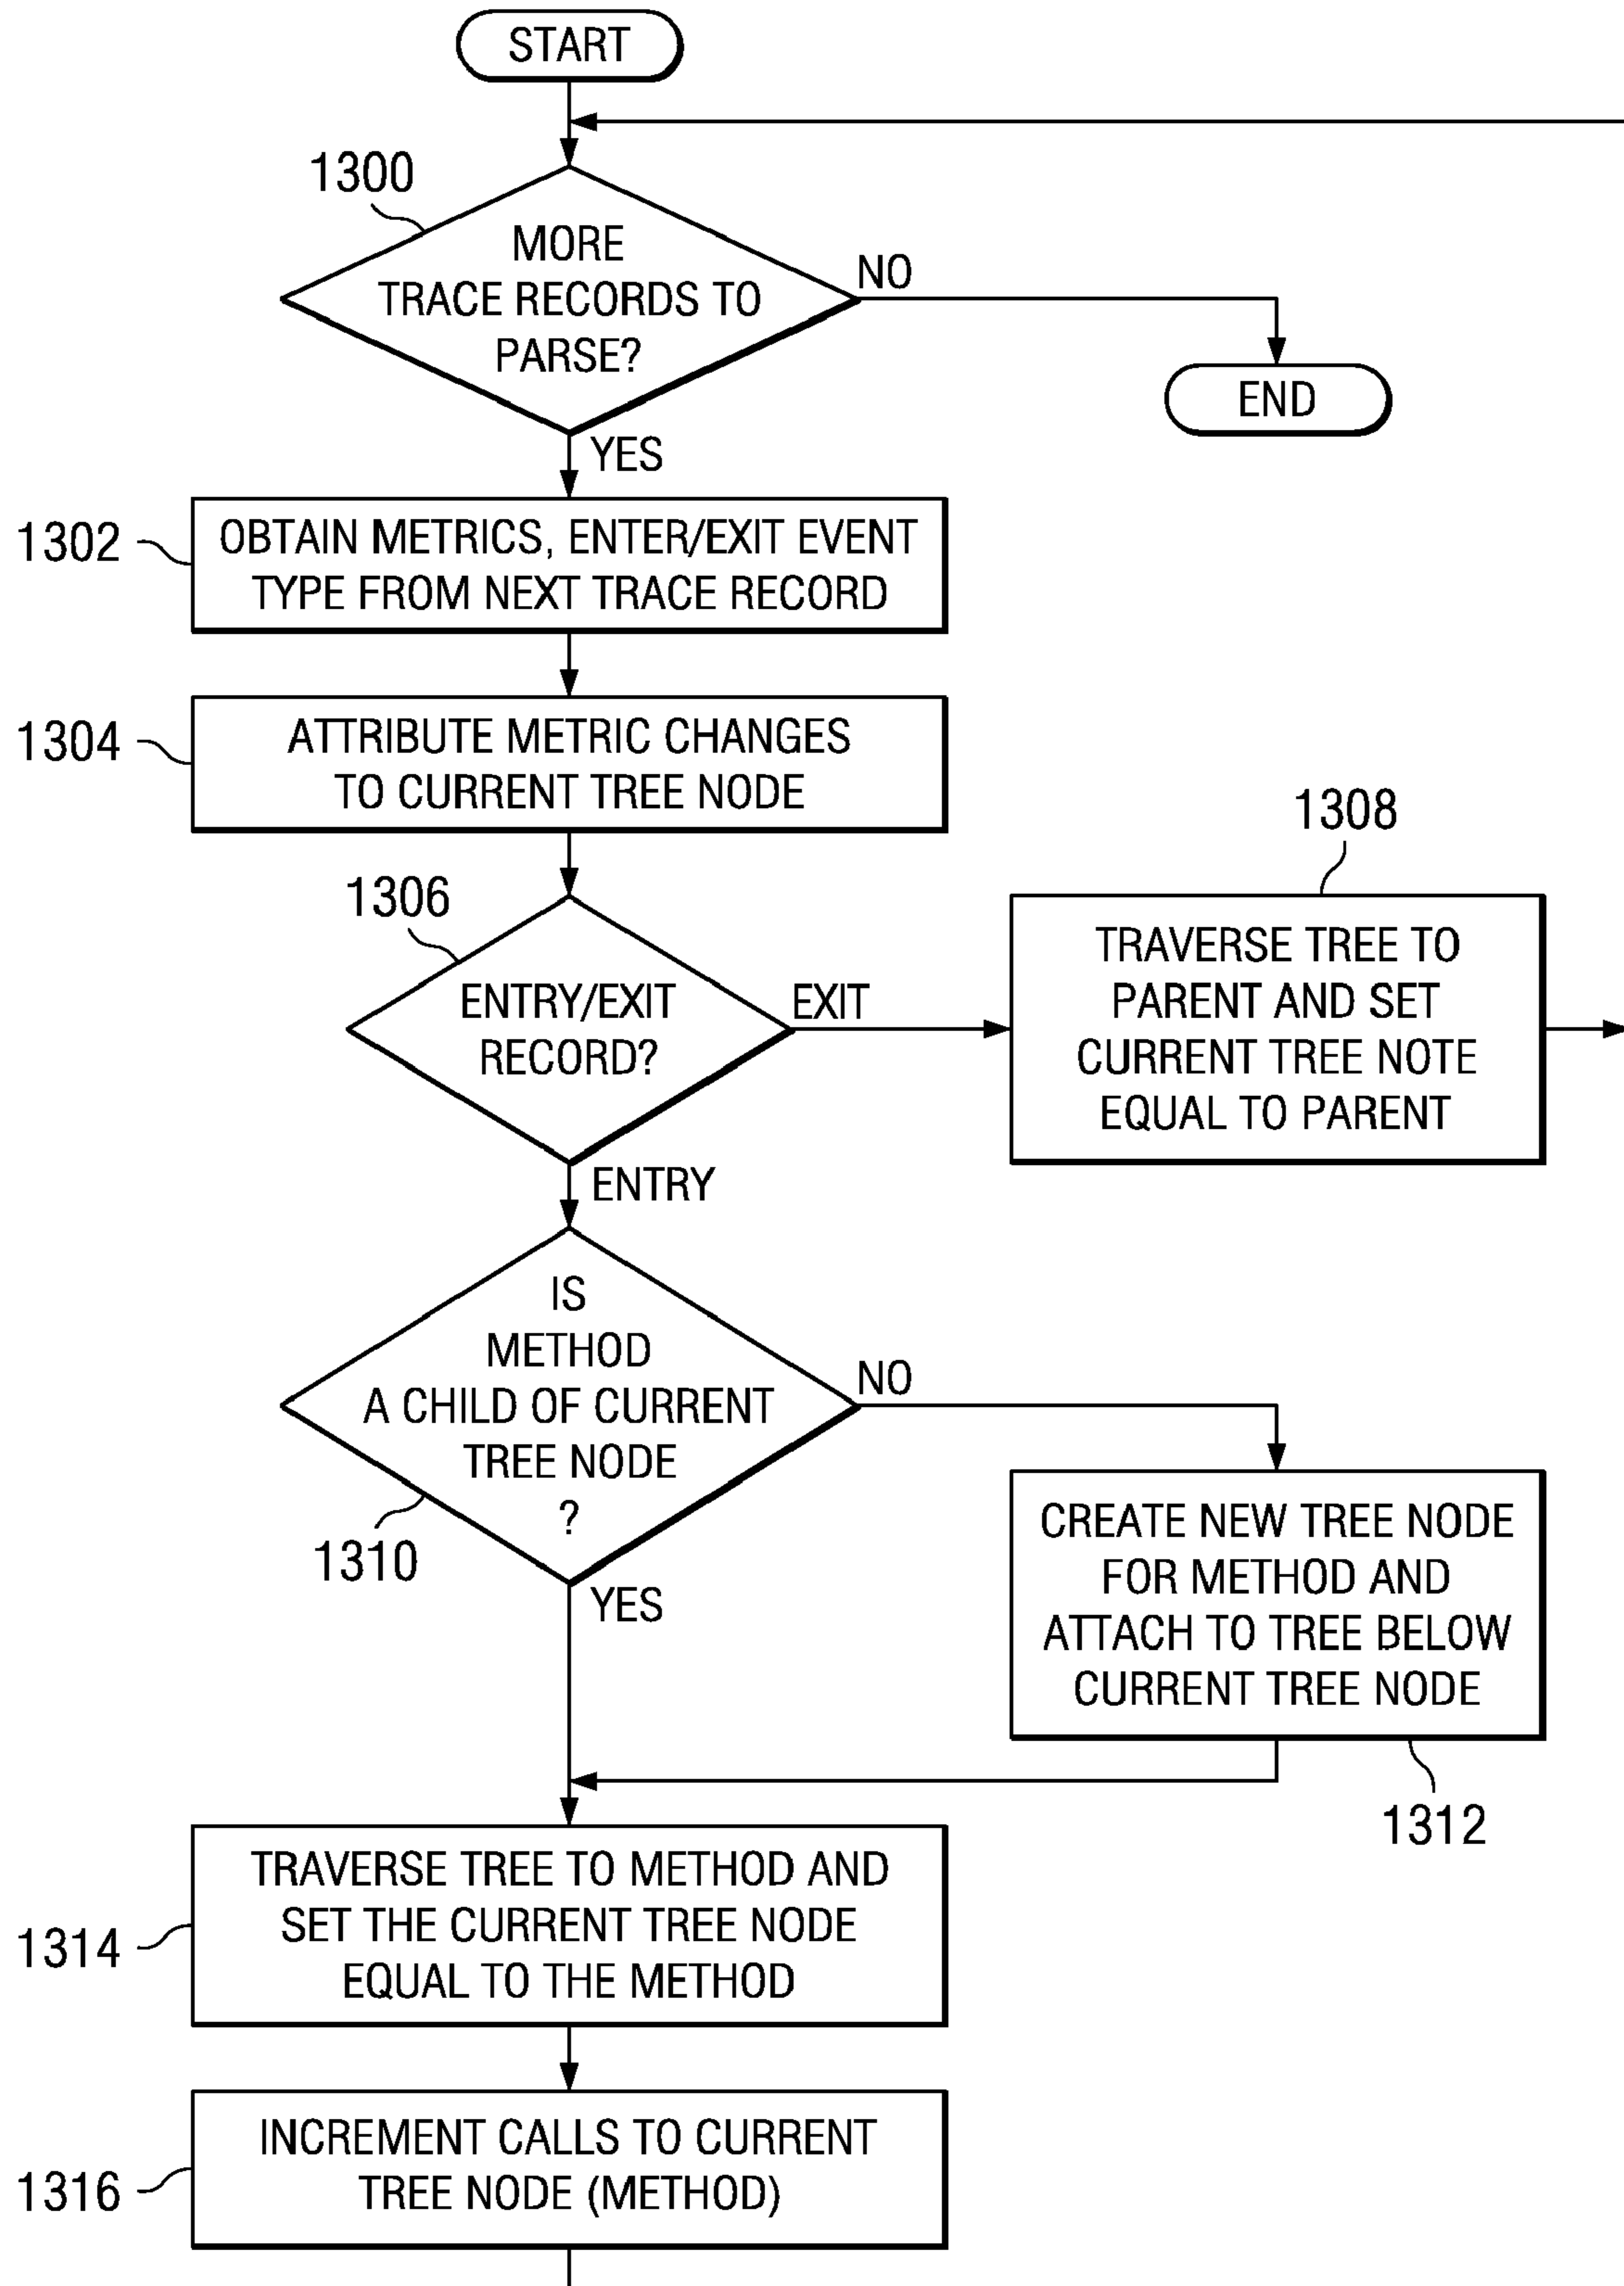 START
1300
MORE
TRACE RECORDS TO
PARSE?
NO
END
YES
1302
OBTAIN METRICS, ENTER/EXIT EVENT
TYPE FROM NEXT TRACE RECORD
1304
ATTRIBUTE METRIC CHANGES
TO CURRENT TREE NODE
1306
ENTRY/EXIT
RECORD?
EXIT
1308
TRAVERSE TREE TO
PARENT AND SET
CURRENT TREE NOTE
EQUAL TO PARENT
ENTRY
IS
METHOD
A CHILD OF CURRENT
TREE NODE
?
1310
NO
YES
CREATE NEW TREE NODE
FOR METHOD AND
ATTACH TO TREE BELOW
CURRENT TREE NODE
1312
1314
TRAVERSE TREE TO METHOD AND
SET THE CURRENT TREE NODE
EQUAL TO THE METHOD
1316
INCREMENT CALLS TO CURRENT
TREE NODE (METHOD)